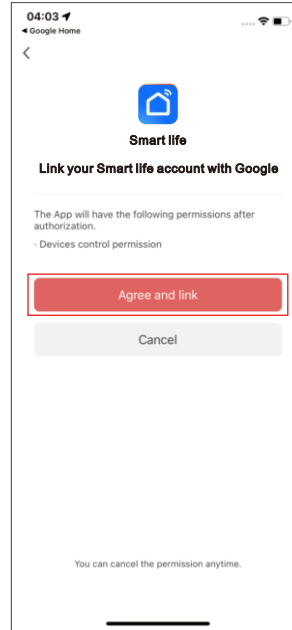 04:03
◀ Google Home
Smart life
Link your Smart life account with Google
The App will have the following permissions after
authorization.
· Devices control permission
Agree and link
Cancel
You can cancel the permission anytime.